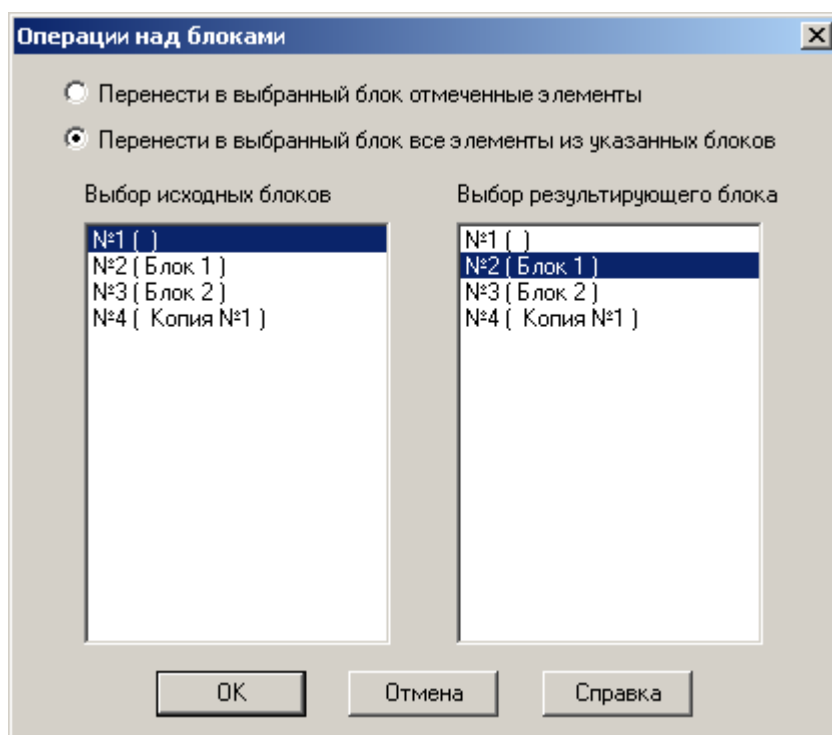 Операции над блоками
Перенести в выбранный блок отмеченные элементы
Перенести в выбранный блок все элементы из указанных блоков
Выбор исходных блоков
№1 (  )
№2 ( Блок 1 )
№3 ( Блок 2 )
№4 (  Копия №1 )
Выбор результирующего блока
№1 (  )
№2 ( Блок 1 )
№3 ( Блок 2 )
№4 (  Копия №1 )
OK
Отмена
Справка